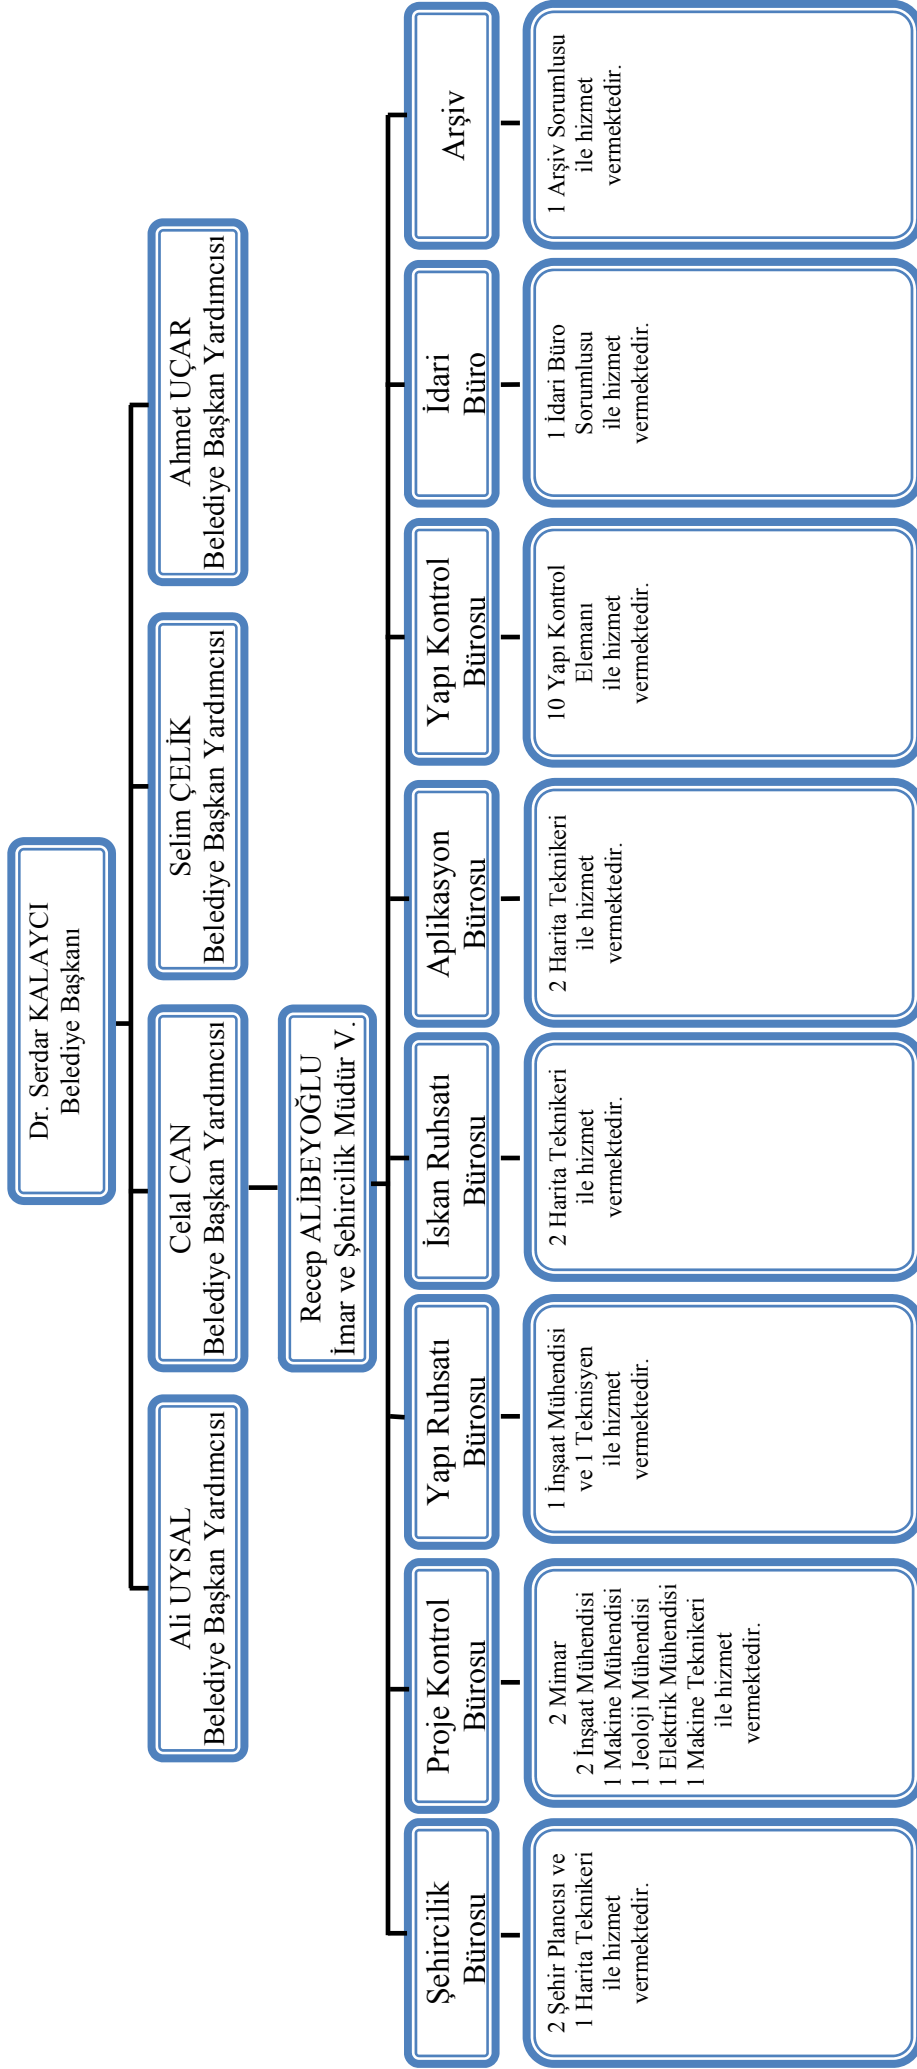 Dr. Serdar KALAYCI
Belediye Başkanı
Ali UYSAL
Belediye Başkan Yardımcısı
Celal CAN
Belediye Başkan Yardımcısı
Selim ÇELİK
Belediye Başkan Yardımcısı
Ahmet UÇAR
Belediye Başkan Yardımcısı
Recep ALİBEYOĞLU
İmar ve Şehircilik Müdür V.
Şehircilik
Bürosu
2 Şehir Plancısı ve
1 Harita Teknikeri
ile hizmet
vermektedir.
Proje Kontrol
Bürosu
2 Mimar
2 İnşaat Mühendisi
1 Makine Mühendisi
1 Jeoloji Mühendisi
1 Elektrik Mühendisi
1 Makine Teknikeri
ile hizmet
vermektedir.
Yapı Ruhsatı
Bürosu
1 İnşaat Mühendisi
ve 1 Teknisyen
ile hizmet
vermektedir.
İskan Ruhsatı
Bürosu
2 Harita Teknikeri
ile hizmet
vermektedir.
Aplikasyon
Bürosu
2 Harita Teknikeri
ile hizmet
vermektedir.
Yapı Kontrol
Bürosu
10 Yapı Kontrol
Elemanı
ile hizmet
vermektedir.
İdari
Büro
1 İdari Büro
Sorumlusu
ile hizmet
vermektedir.
Arşiv
1 Arşiv Sorumlusu
ile hizmet
vermektedir.